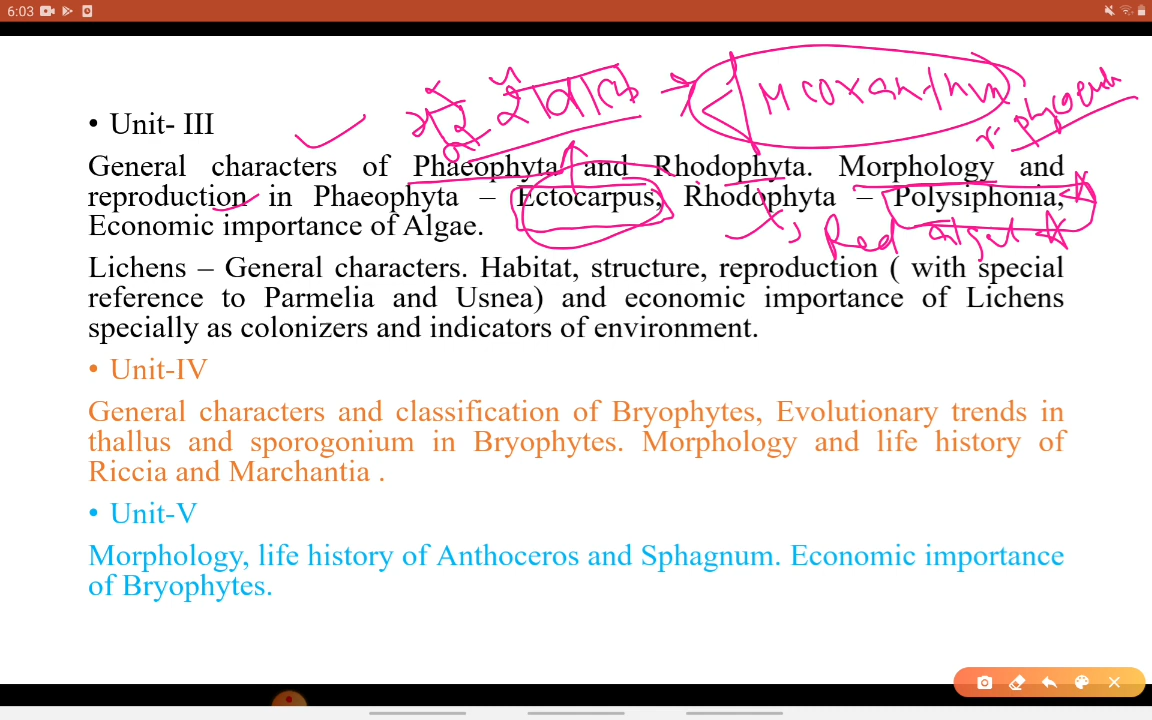 6:03
• Unit- III
General characters of Phaeophyta and Rhodophyta. Morphology and
reproduction in Phaeophyta – Ectocarpus, Rhodophyta – Polysiphonia,
Economic importance of Algae.
Red
Lichens – General characters. Habitat, structure, reproduction ( with special
reference to Parmelia and Usnea) and economic importance of Lichens
specially as colonizers and indicators of environment.
• Unit-IV
General characters and classification of Bryophytes, Evolutionary trends in
thallus and sporogonium in Bryophytes. Morphology and life history of
Riccia and Marchantia .
• Unit-V
Morphology, life history of Anthoceros and Sphagnum. Economic importance
of Bryophytes.